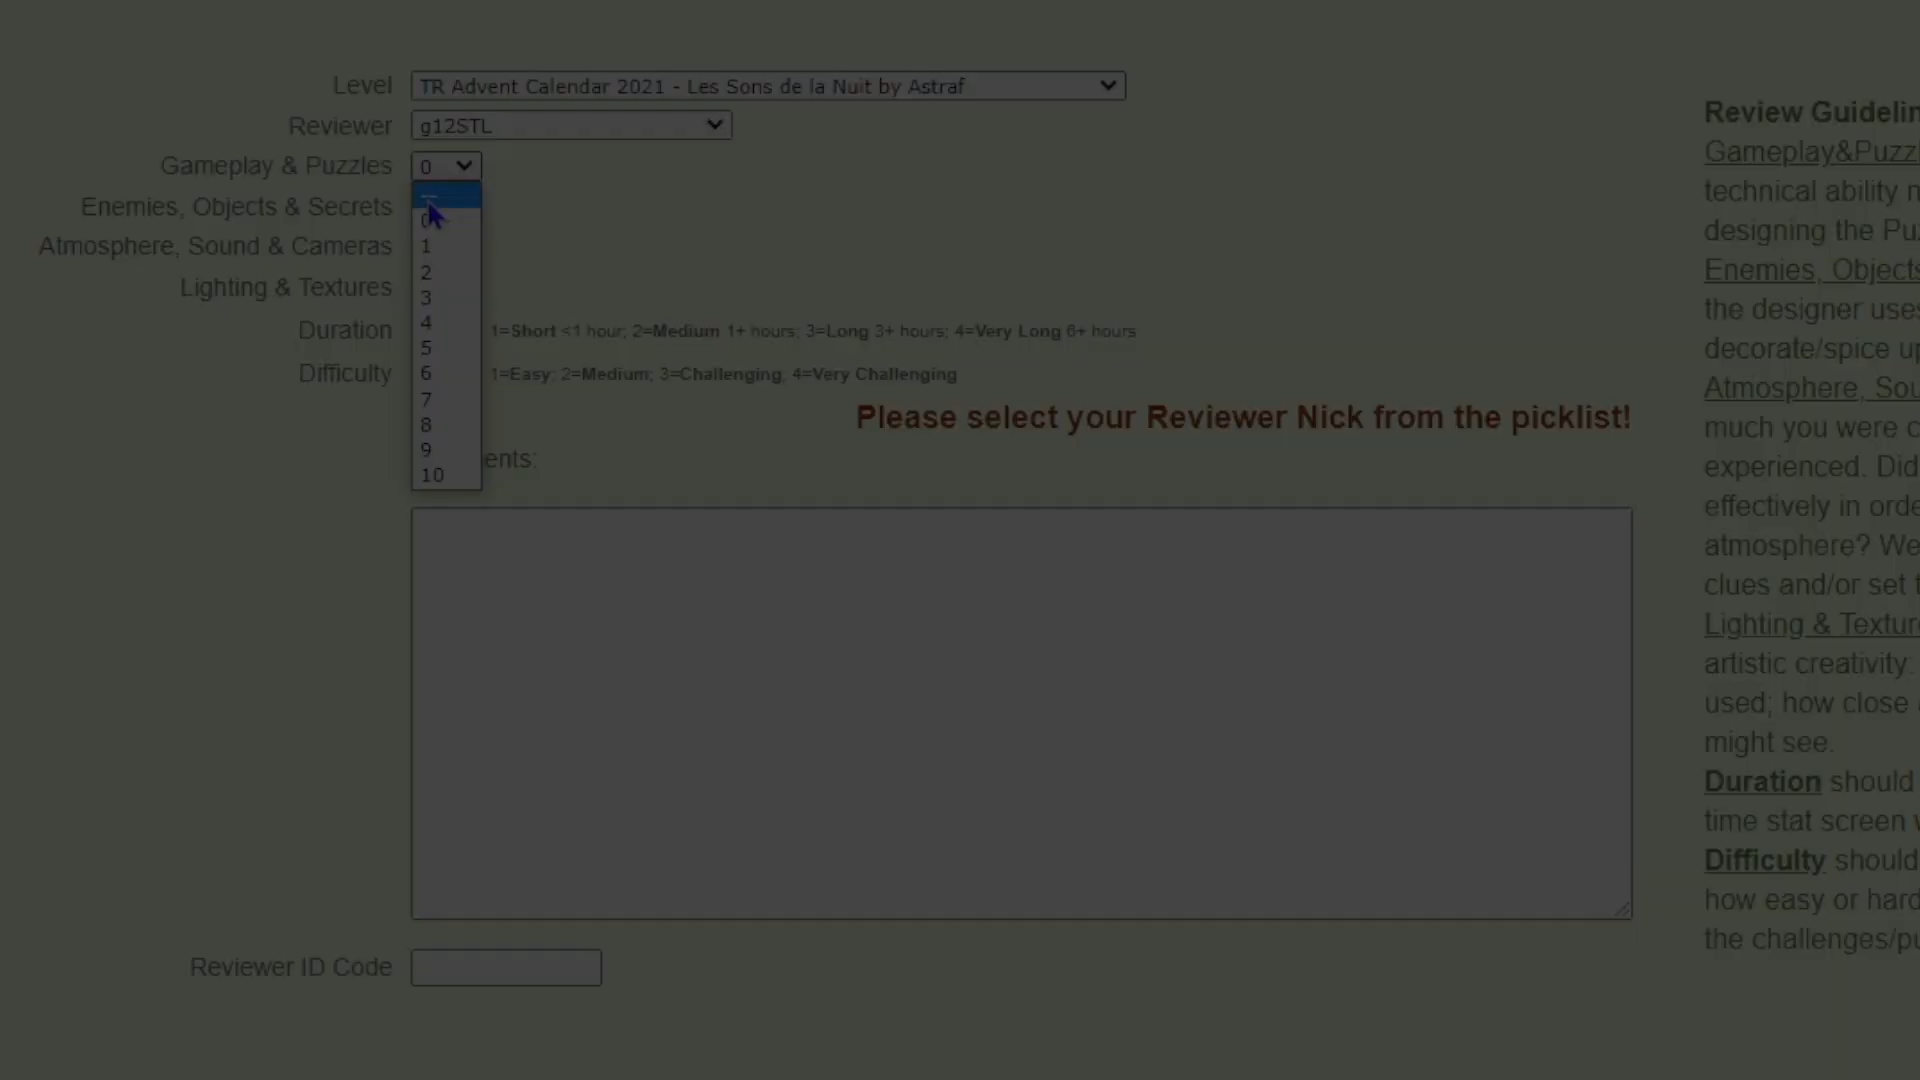 Level TR Advent Calendar 2021 - Les Sons de la Nuit by Astraf
Reviewer g12STL
Gameplay & Puzzles 0
Enemies, Objects & Secrets
Atmosphere, Sound & Cameras
Lighting & Textures
Duration 1=Short <1 hour; 2=Medium 1+ hours; 3=Long 3+ hours; 4=Very Long 6+ hours
Difficulty 1=Easy; 2=Medium; 3=Challenging, 4=Very Challenging
--
0
1
2
3
4
5
6
7
8
9
10
Please select your Reviewer Nick from the picklist!
ents:
Reviewer ID Code
Review Guidelin
Gameplay&Puzz
technical ability
designing the Pu
Enemies, Objects
the designer uses
decorate/spice up
Atmosphere, Sou
much you were
experienced. Did
effectively in orde
atmosphere? We
clues and/or set
Lighting & Textur
artistic creativity:
used; how close
might see.
Duration should
time stat screen
Difficulty should
how easy or hard
the challenges/pu